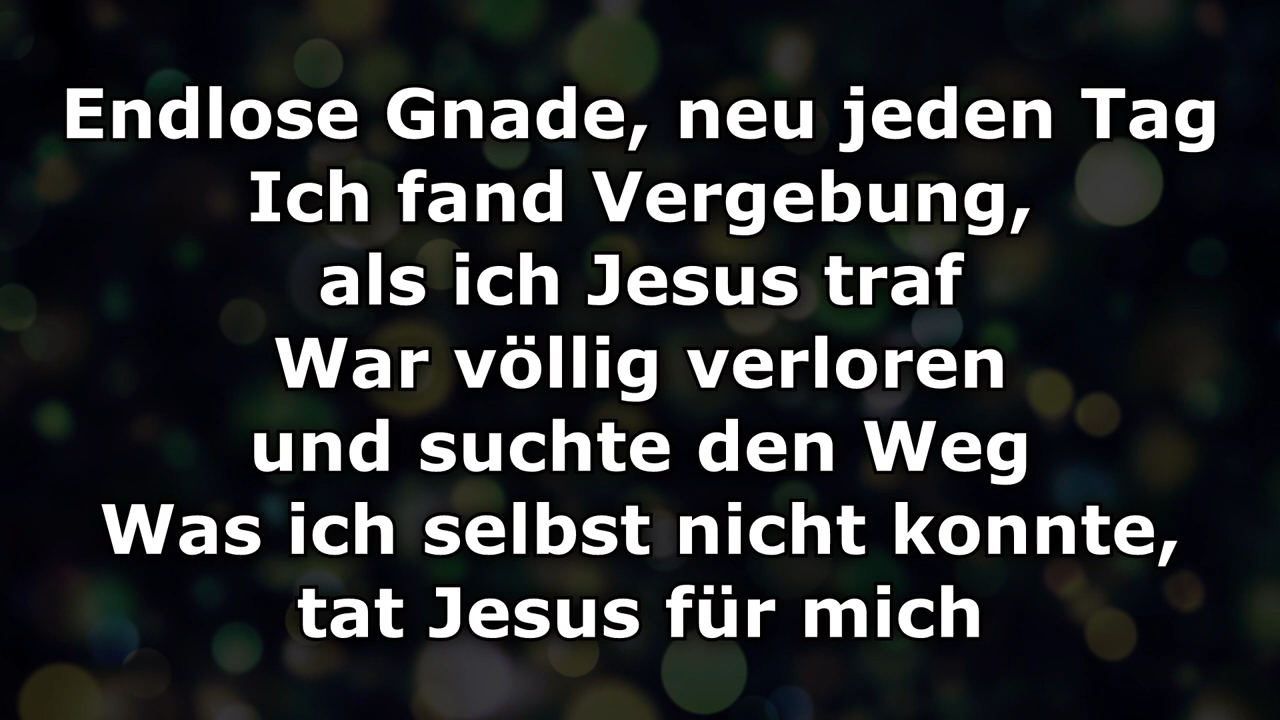 Endlose Gnade, neu jeden Tag
Ich fand Vergebung,
als ich Jesus traf
War völlig verloren
und suchte den Weg
Was ich selbst nicht konnte,
tat Jesus für mich